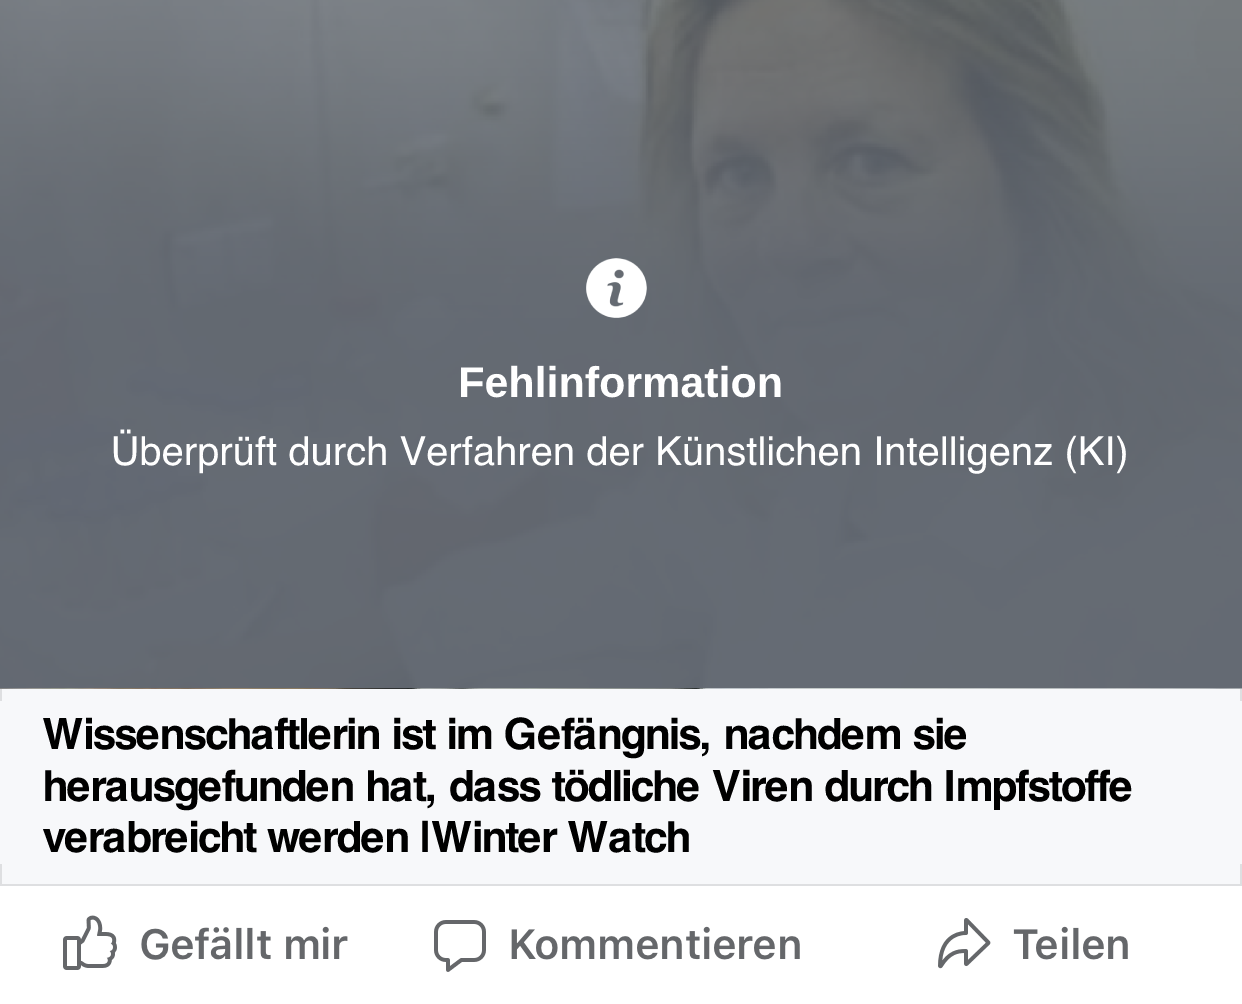 Fehlinformation
Überprüft durch Verfahren der Künstlichen Intelligenz (KI)
Wissenschaftlerin ist im Gefängnis, nachdem sie
herausgefunden hat, dass tödliche Viren durch Impfstoffe
verabreicht werden |Winter Watch
Gefällt mir Kommentieren Teilen